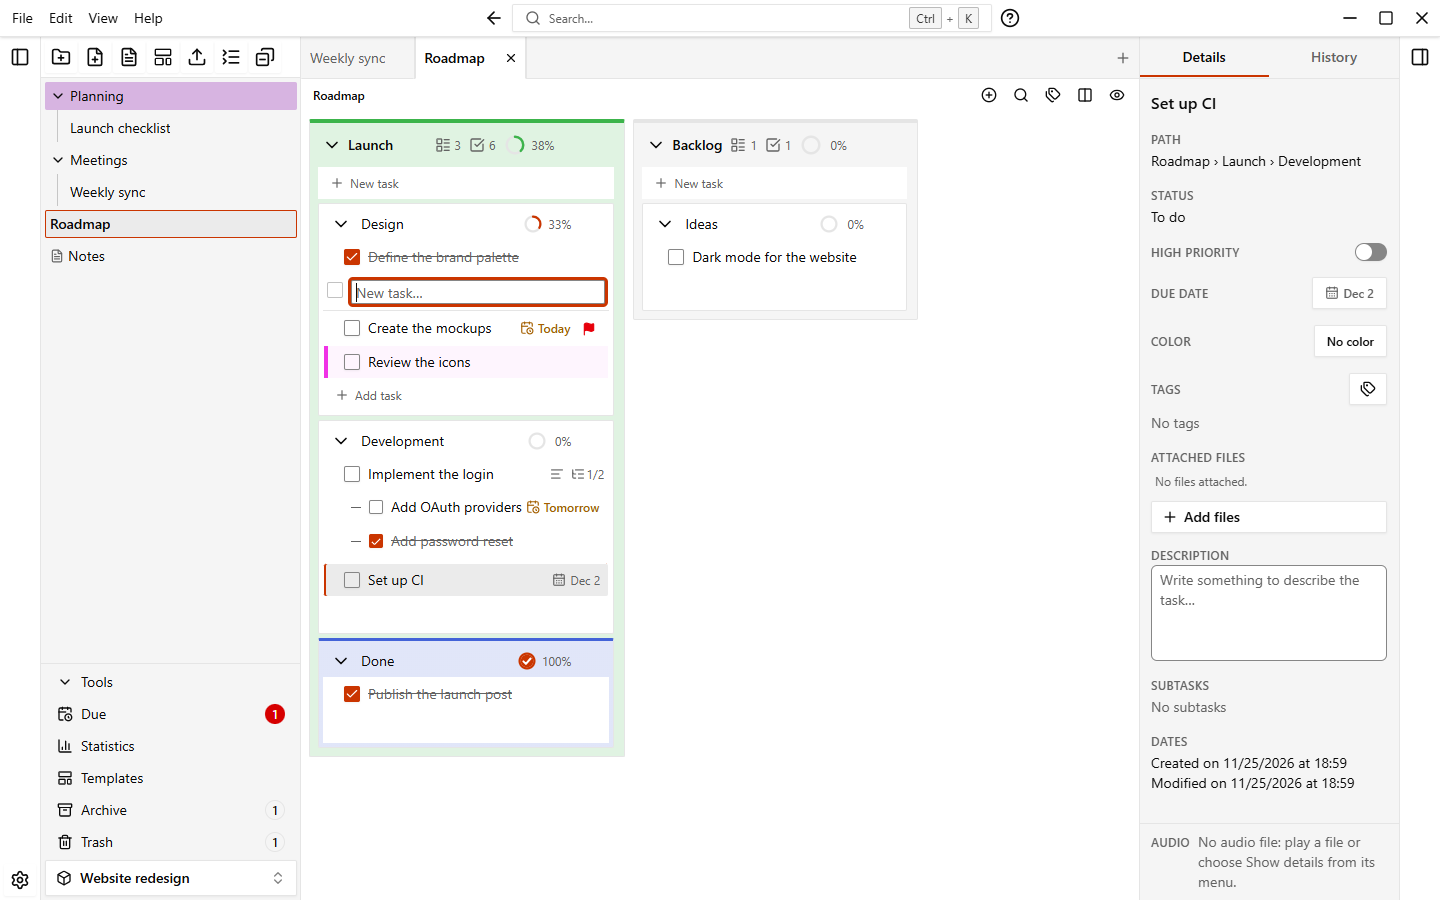 File Edit View Help
Search... Ctrl + K
Weekly sync
Roadmap
Details
History
Planning
Launch checklist
Meetings
Weekly sync
Roadmap
Notes
Tools
Due 1
Statistics
Templates
Archive 1
Trash 1
Website redesign
Roadmap
Launch 3 6 38%
New task
Design 33%
Define the brand palette
New task...
Create the mockups Today
Review the icons
Add task
Development 0%
Implement the login 1/2
Add OAuth providers Tomorrow
Add password reset
Set up CI Dec 2
Done 100%
Publish the launch post
Backlog 1 1 0%
New task
Ideas 0%
Dark mode for the website
Set up CI
PATH
Roadmap › Launch › Development
STATUS
To do
HIGH PRIORITY
DUE DATE Dec 2
COLOR No color
TAGS
No tags
ATTACHED FILES
No files attached.
Add files
DESCRIPTION
Write something to describe the
task...
SUBTASKS
No subtasks
DATES
Created on 11/25/2026 at 18:59
Modified on 11/25/2026 at 18:59
AUDIO No audio file: play a file or
choose Show details from its
menu.